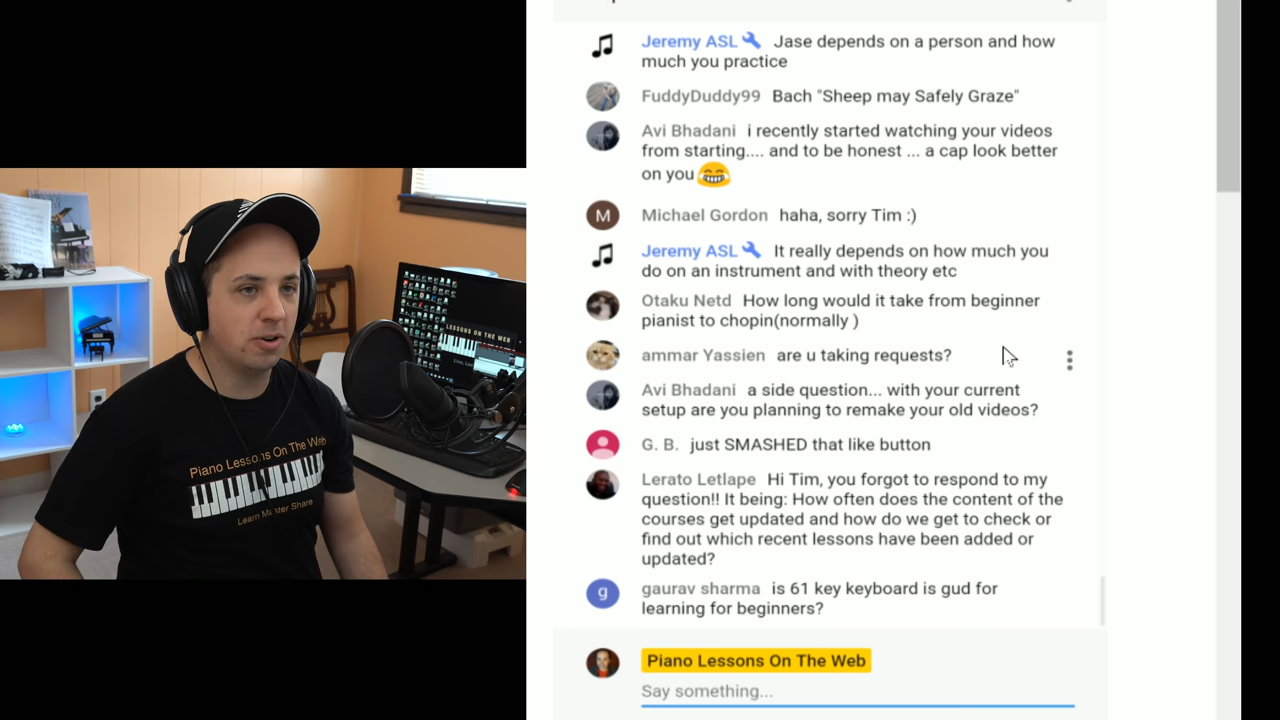 Jeremy ASL Jase depends on a person and how
much you practice
FuddyDuddy99 Bach "Sheep may Safely Graze"
Avi Bhadani i recently started watching your videos
from starting.... and to be honest ... a cap look better
on you😂
M Michael Gordon haha, sorry Tim :)
Jeremy ASL It really depends on how much you
do on an instrument and with theory etc
Otaku Netd How long would it take from beginner
pianist to chopin(normally )
ammar Yassien are u taking requests?
Avi Bhadani a side question... with your current
setup are you planning to remake your old videos?
G. B. just SMASHED that like button
Lerato Letlape Hi Tim, you forgot to respond to my
question!! It being: How often does the content of the
courses get updated and how do we get to check or
find out which recent lessons have been added or
updated?
g gaurav sharma is 61 key keyboard is gud for
learning for beginners?
Piano Lessons On The Web
Say something...
Piano Lessons On The Web
Learn Master Share
LESSONS ON THE WEB